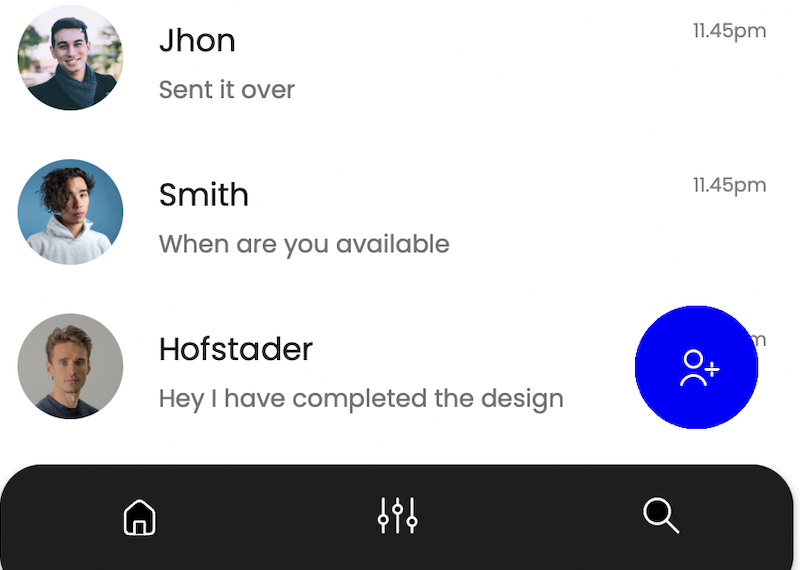 Jhon
11.45pm
Sent it over
Smith
11.45pm
When are you available
Hofstader
Hey I have completed the design